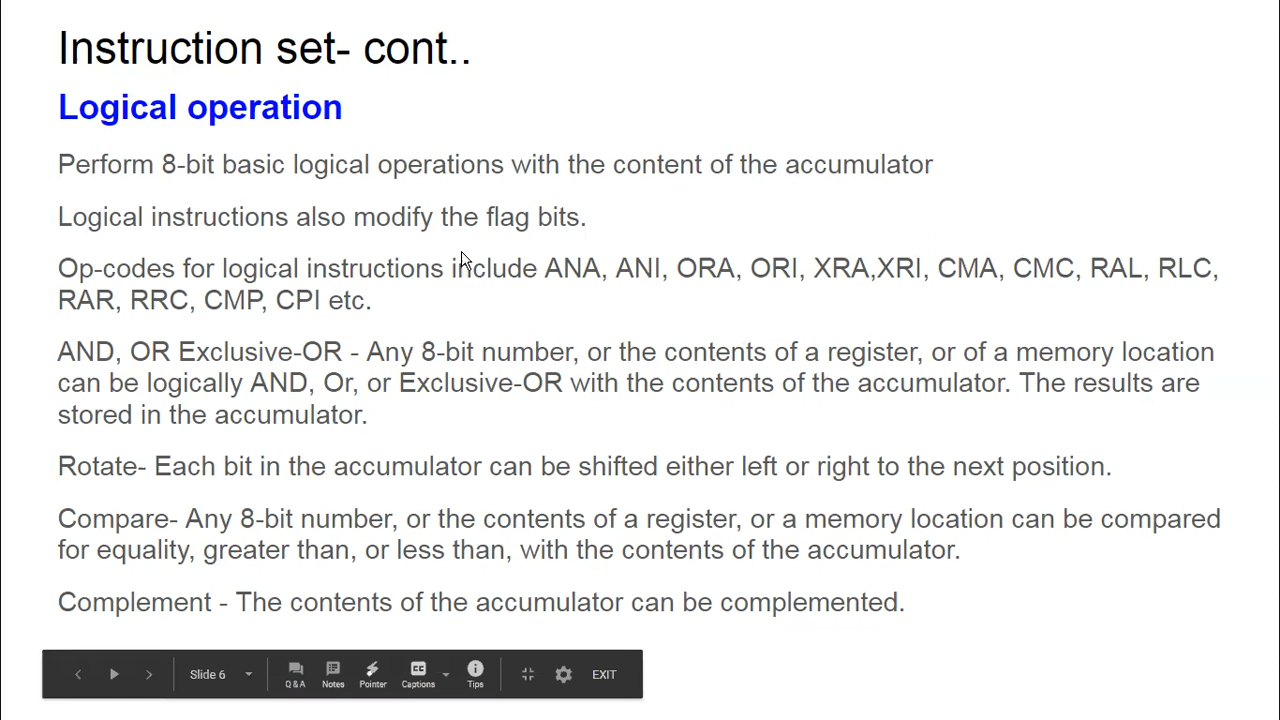 Instruction set- cont..
Logical operation
Perform 8-bit basic logical operations with the content of the accumulator
Logical instructions also modify the flag bits.
Op-codes for logical instructions include ANA, ANI, ORA, ORI, XRA,XRI, CMA, CMC, RAL, RLC,
RAR, RRC, CMP, CPI etc.
AND, OR Exclusive-OR - Any 8-bit number, or the contents of a register, or of a memory location
can be logically AND, Or, or Exclusive-OR with the contents of the accumulator. The results are
stored in the accumulator.
Rotate- Each bit in the accumulator can be shifted either left or right to the next position.
Compare- Any 8-bit number, or the contents of a register, or a memory location can be compared
for equality, greater than, or less than, with the contents of the accumulator.
Complement - The contents of the accumulator can be complemented.
Slide 6 Q & A Notes Pointer CC Captions Tips EXIT